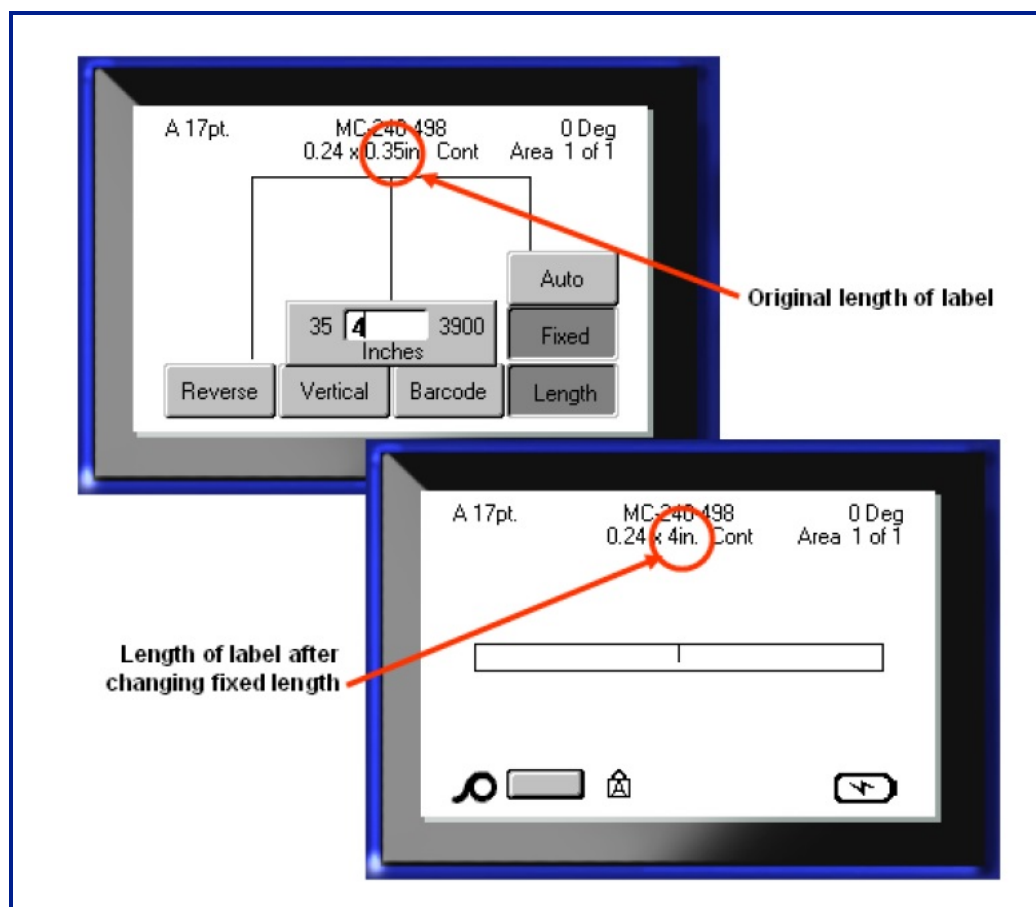 A 17pt. MC-240-498 0 Deg
0.24 x 0.35in. Cont Area 1 of 1
Auto
Original length of label
35 4 3900 Fixed
Inches
Reverse Vertical Barcode Length
A 17pt. MC-240-498 0 Deg
0.24 x 4in. Cont Area 1 of 1
Length of label after
changing fixed length
A